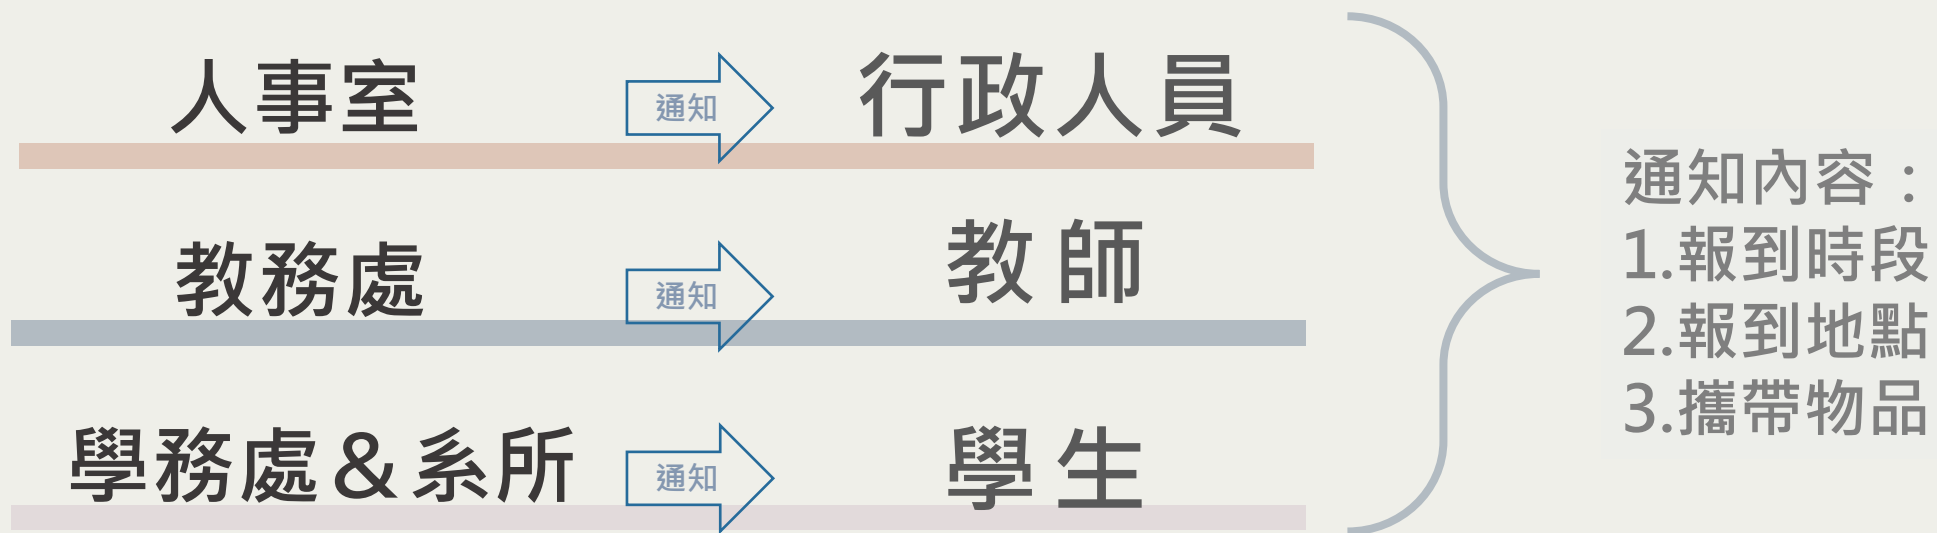 人事室 通知 行政人員
教務處 通知 教師
學務處&系所 通知 學生
通知內容：
1.報到時段
2.報到地點
3.攜帶物品